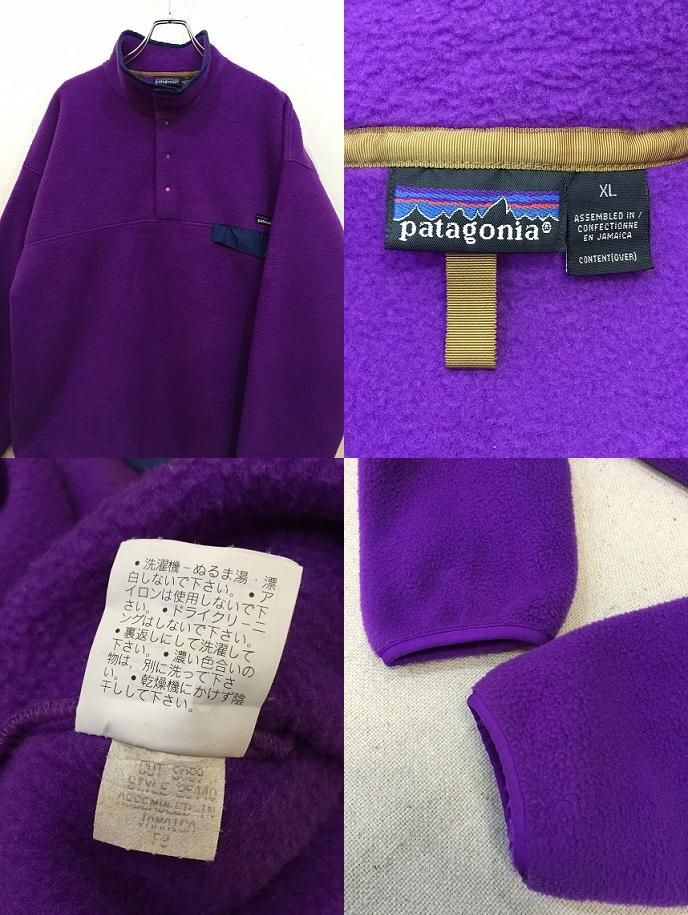 patagonia
patagonia®
XL
ASSEMBLED IN /
CONFECTIONNE
EN JAMAICA
CONTENT(OVER)
• 洗濯機－ぬるま湯・漂
白しないで下さい。 • ア
イロンは使用しないで下
さい。 • ドライクリーニ
ングはしないで下さい。
• 裏返しにして洗濯して
下さい。 • 濃い色合いの
物は、別に洗って下さ
い。 • 乾燥機にかけず陰
干しして下さい。
CUT
STYLE 25440
ASSEMBLED IN
JAMAICA